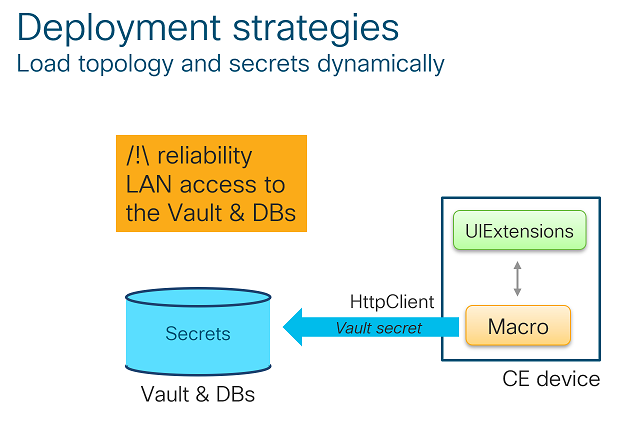 Deployment strategies
Load topology and secrets dynamically
/!\ reliability
LAN access to
the Vault & DBs
UIExtensions
HttpClient
Secrets
Vault secret
Macro
Vault & DBs
CE device